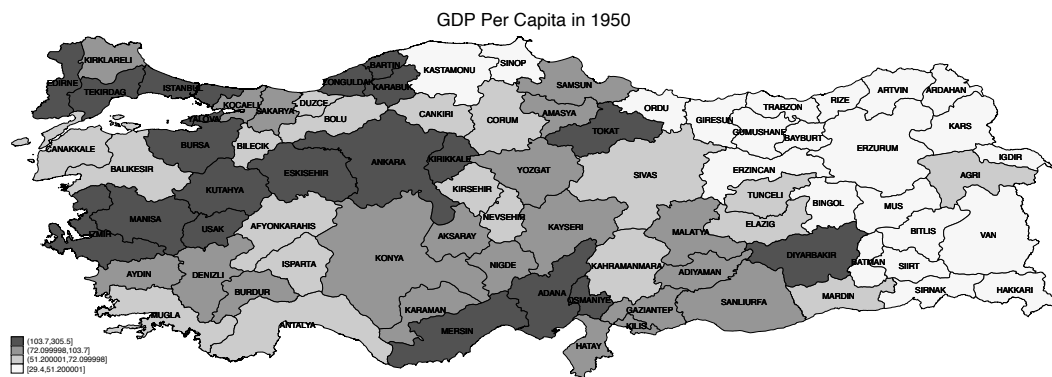 GDP Per Capita in 1950
KIRKLARELI
EDIRNE
TEKIRDAG
ISTANBUL
KOCAELI
YALOVA
SAKARYA
DUZCE
BOLU
ZONGULDAK
BARTIN
KARABUK
KASTAMONU
SINOP
CANKIRI
CORUM
SAMSUN
AMASYA
TOKAT
ORDU
GIRESUN
TRABZON
GUMUSHANE
BAYBURT
RIZE
ARTVIN
ARDAHAN
KARS
IGDIR
ERZURUM
AGRI
ERZINCAN
CANAKKALE
BALIKESIR
BURSA
BILECIK
KUTAHYA
ESKISEHIR
ANKARA
KIRIKKALE
YOZGAT
SIVAS
KIRSEHIR
NEVSEHIR
TUNCELI
BINGOL
MUS
ELAZIG
BITLIS
VAN
MANISA
IZMIR
USAK
AFYONKARAHIS
ISPARTA
KONYA
AKSARAY
KAYSERI
NIGDE
MALATYA
KAHRAMANMARA
ADIYAMAN
DIYARBAKIR
BATMAN
SIIRT
SIRNAK
HAKKARI
MARDIN
SANLIURFA
AYDIN
DENIZLI
BURDUR
MUGLA
ANTALYA
KARAMAN
MERSIN
ADANA
OSMANIYE
GAZIANTEP
KILIS
HATAY
(103.7,305.5]
(72.099998,103.7]
(51.200001,72.099998]
[29.4,51.200001]